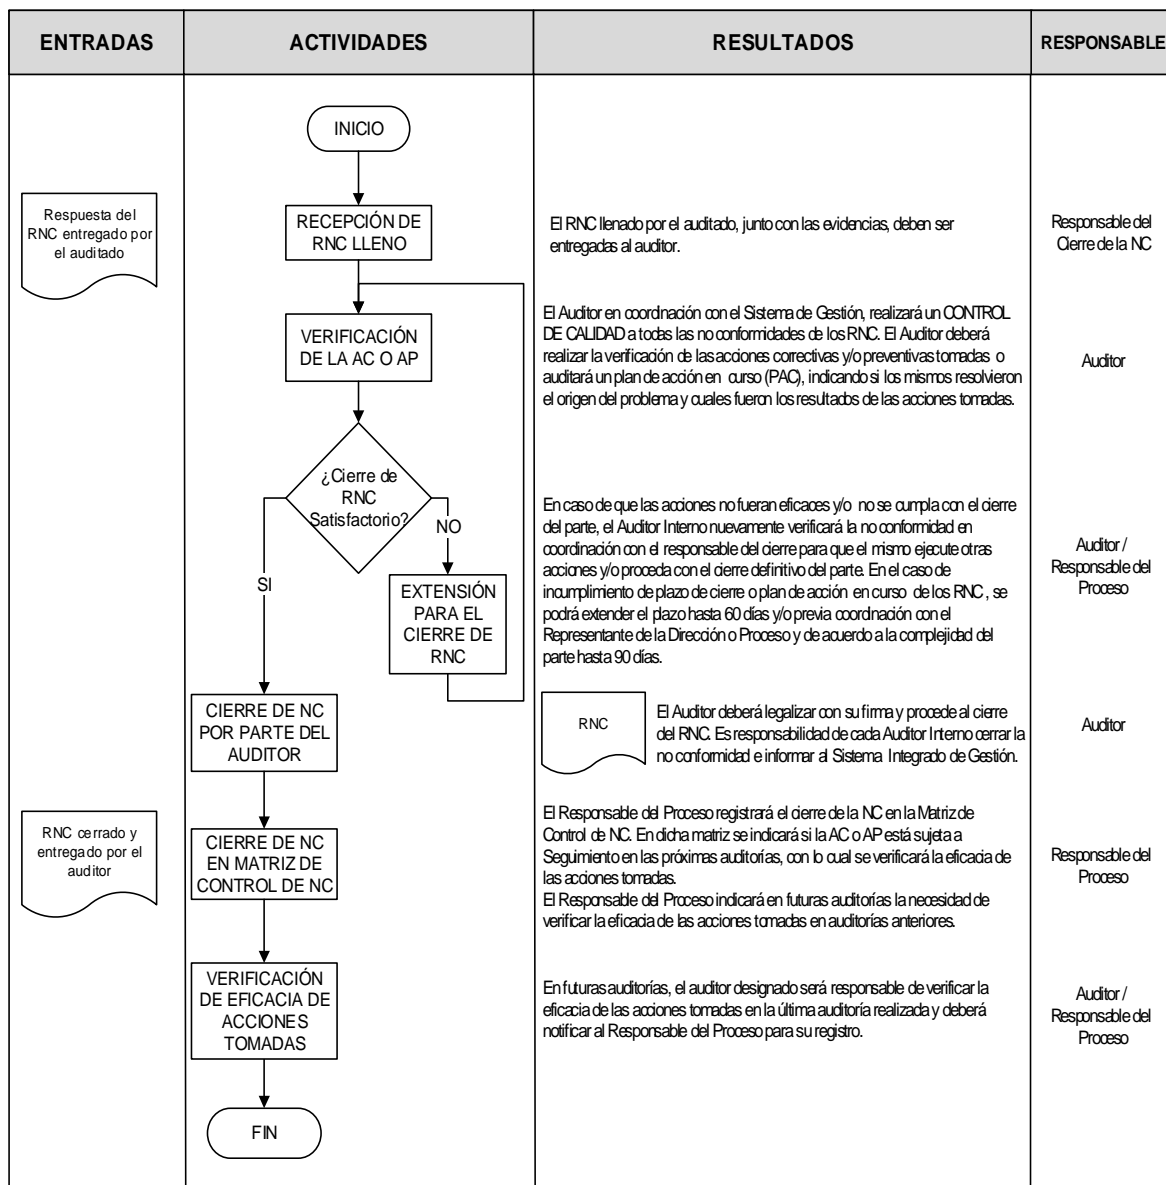 ENTRADAS
ACTIVIDADES
RESULTADOS
RESPONSABLE
INICIO
Respuesta del
RNC entregado por
el auditado
RECEPCIÓN DE
RNC LLENO
El RNC llenado por el auditado, junto con las evidencias, deben ser
entregadas al auditor.
Responsable del
Cierre de la NC
VERIFICACIÓN
DE LA AC O AP
El Auditor en coordinación con el Sistema de Gestión, realizará un CONTROL
DE CALIDAD a todas las no conformidades de los RNC. El Auditor deberá
realizar la verificación de las acciones correctivas y/o preventivas tomadas o
auditará un plan de acción en curso (PAC), indicando si los mismos resolvieron
el origen del problema y cuales fueron los resultados de las acciones tomadas.
Auditor
¿Cierre de
RNC
Satisfactorio?
NO
SI
EXTENSIÓN
PARA EL
CIERRE DE
RNC
En caso de que las acciones no fueran eficaces y/o no se cumpla con el cierre
del parte, el Auditor Interno nuevamente verificará la no conformidad en
coordinación con el responsable del cierre para que el mismo ejecute otras
acciones y/o proceda con el cierre definitivo del parte. En el caso de
incumplimiento de plazo de cierre o plan de acción en curso de los RNC , se
podrá extender el plazo hasta 60 días y/o previa coordinación con el
Representante de la Dirección o Proceso y de acuerdo a la complejidad del
parte hasta 90 días.
Auditor /
Responsable del
Proceso
CIERRE DE NC
POR PARTE DEL
AUDITOR
RNC
El Auditor deberá legalizar con su firma y procede al cierre
del RNC. Es responsabilidad de cada Auditor Interno cerrar la
no conformidad e informar al Sistema Integrado de Gestión.
Auditor
RNC cerrado y
entregado por el
auditor
CIERRE DE NC
EN MATRIZ DE
CONTROL DE NC
El Responsable del Proceso registrará el cierre de la NC en la Matriz de
Control de NC. En dicha matriz se indicará si la AC o AP está sujeta a
Seguimiento en las próximas auditorías, con lo cual se verificará la eficacia de
las acciones tomadas.
El Responsable del Proceso indicará en futuras auditorías la necesidad de
verificar la eficacia de las acciones tomadas en auditorías anteriores.
Responsable del
Proceso
VERIFICACIÓN
DE EFICACIA DE
ACCIONES
TOMADAS
En futuras auditorías, el auditor designado será responsable de verificar la
eficacia de las acciones tomadas en la última auditoría realizada y deberá
notificar al Responsable del Proceso para su registro.
Auditor /
Responsable del
Proceso
FIN